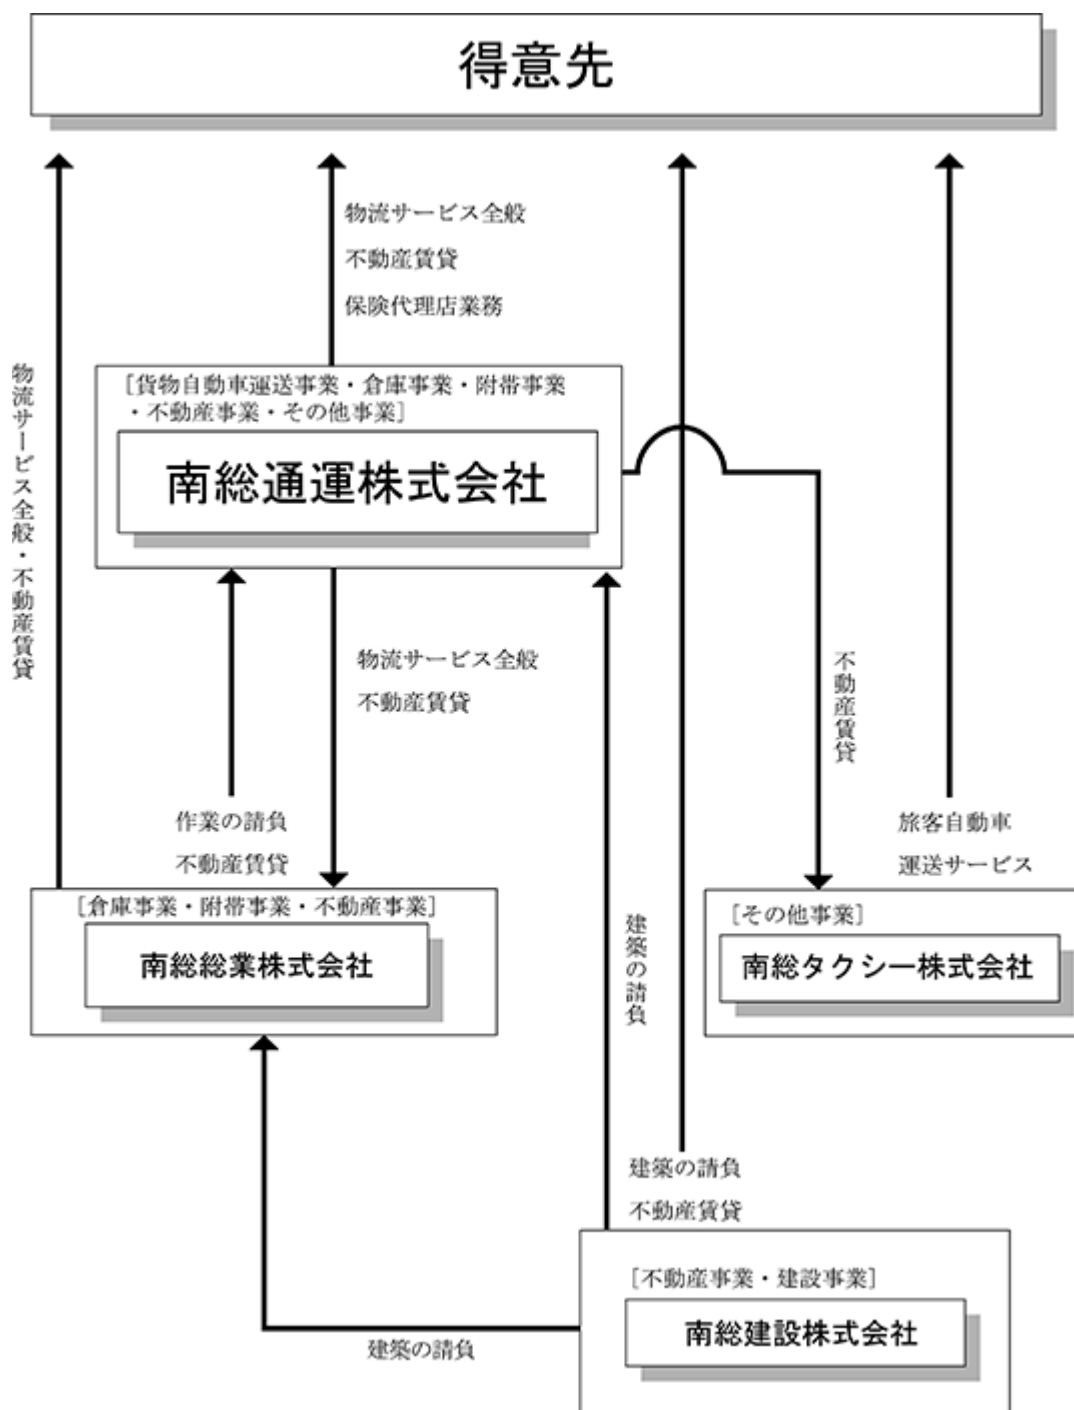 得意先
物流サービス全般
不動産賃貸
保険代理店業務
物流サービス全般・不動産賃貸
[貨物自動車運送事業・倉庫事業・附帯事業
・不動産事業・その他事業]
南総通運株式会社
物流サービス全般
不動産賃貸
不動産賃貸
作業の請負
不動産賃貸
旅客自動車
運送サービス
[倉庫事業・附帯事業・不動産事業]
南総総業株式会社
建築の請負
[その他事業]
南総タクシー株式会社
建築の請負
不動産賃貸
[不動産事業・建設事業]
南総建設株式会社
建築の請負